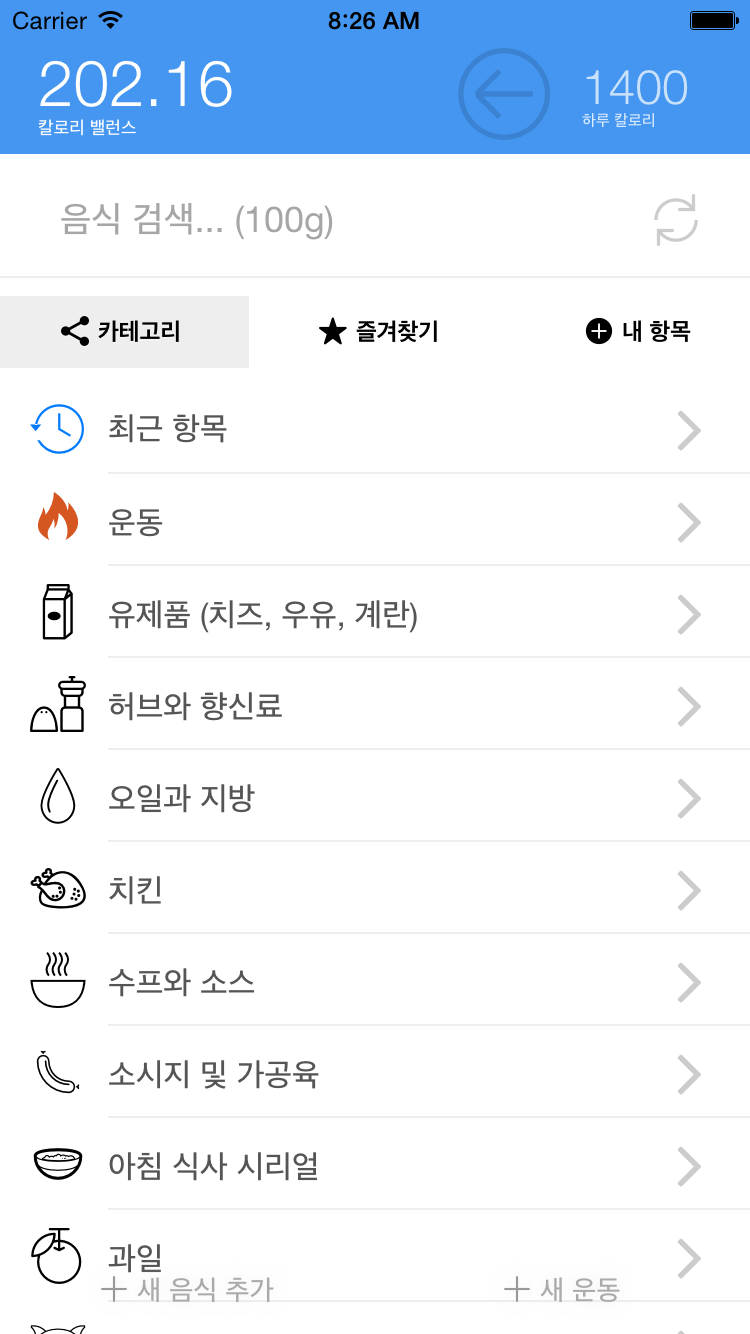 Carrier 8:26 AM
202.16 1400
칼로리 밸런스 하루 칼로리
음식 검색... (100g)
카테고리 즐겨찾기 내 항목
최근 항목
운동
유제품 (치즈, 우유, 계란)
허브와 향신료
오일과 지방
치킨
수프와 소스
소시지 및 가공육
아침 식사 시리얼
과일
새 음식 추가 새 운동